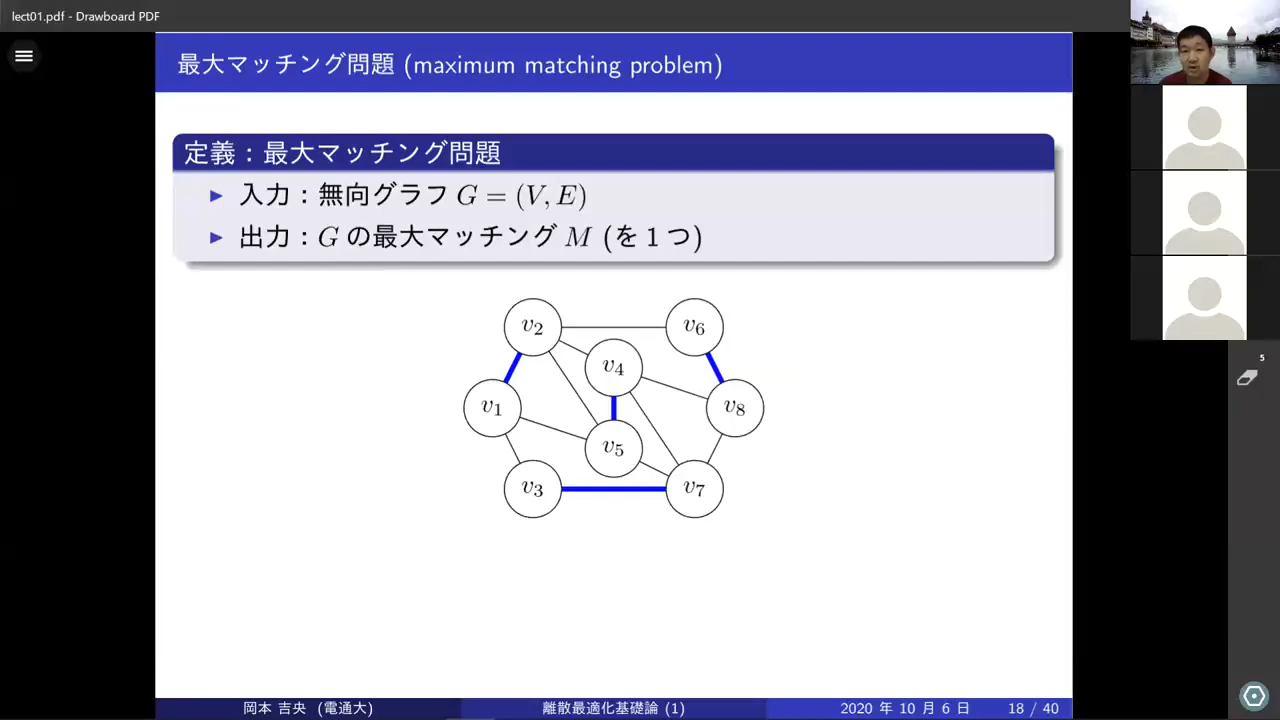 lect01.pdf - Drawboard PDF
最大マッチング問題 (maximum matching problem)
定義：最大マッチング問題
▶ 入力：無向グラフ G = (V, E)
▶ 出力：G の最大マッチング M (を 1 つ)
v2
v6
v4
v1
v8
v5
v3
v7
5
岡本 吉央 (電通大)
離散最適化基礎論 (1)
2020 年 10 月 6 日
18 / 40